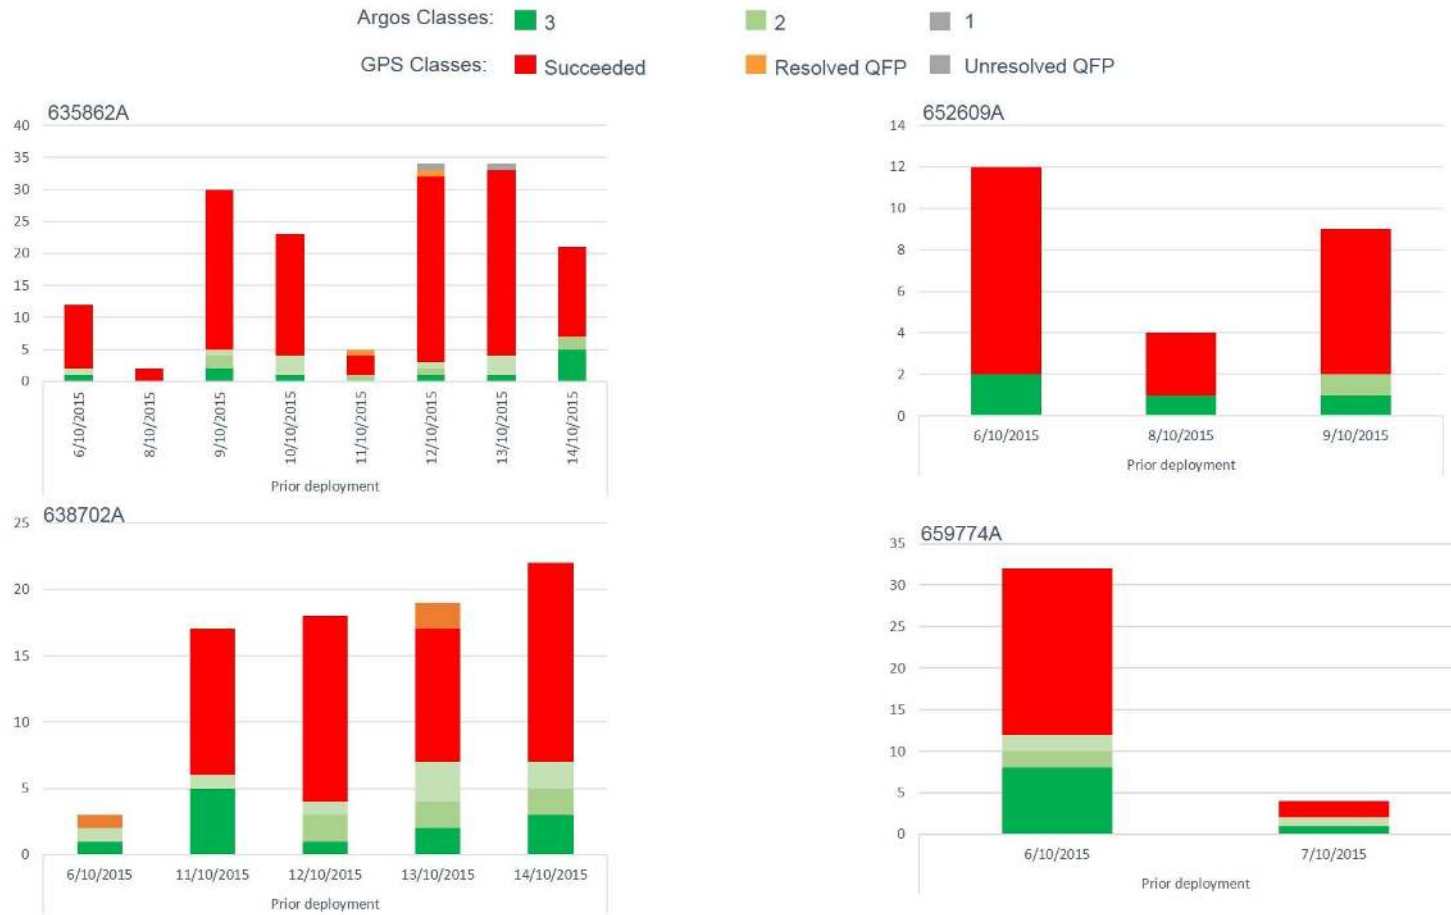 Argos Classes: 3 2 1
GPS Classes: Succeeded Resolved QFP Unresolved QFP
635862A
40
35
30
25
20
15
10
5
0
6/10/2015 8/10/2015 9/10/2015 10/10/2015 11/10/2015 12/10/2015 13/10/2015 14/10/2015
Prior deployment
652609A
14
12
10
8
6
4
2
0
6/10/2015 8/10/2015 9/10/2015
Prior deployment
638702A
25
20
15
10
5
0
6/10/2015 11/10/2015 12/10/2015 13/10/2015 14/10/2015
Prior deployment
659774A
35
30
25
20
15
10
5
0
6/10/2015 7/10/2015
Prior deployment